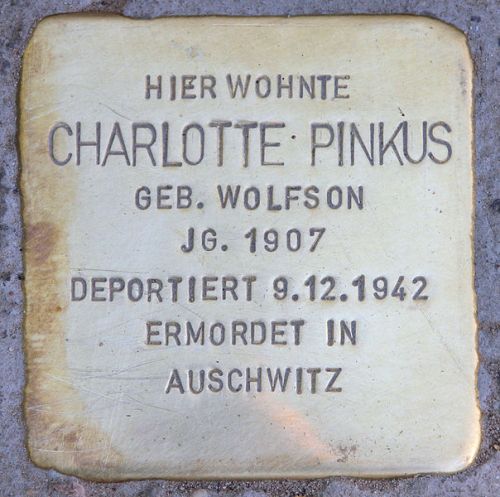 HIER WOHNTE
CHARLOTTE PINKUS
GEB. WOLFSON
JG. 1907
DEPORTIERT 9.12.1942
ERMORDET IN
AUSCHWITZ